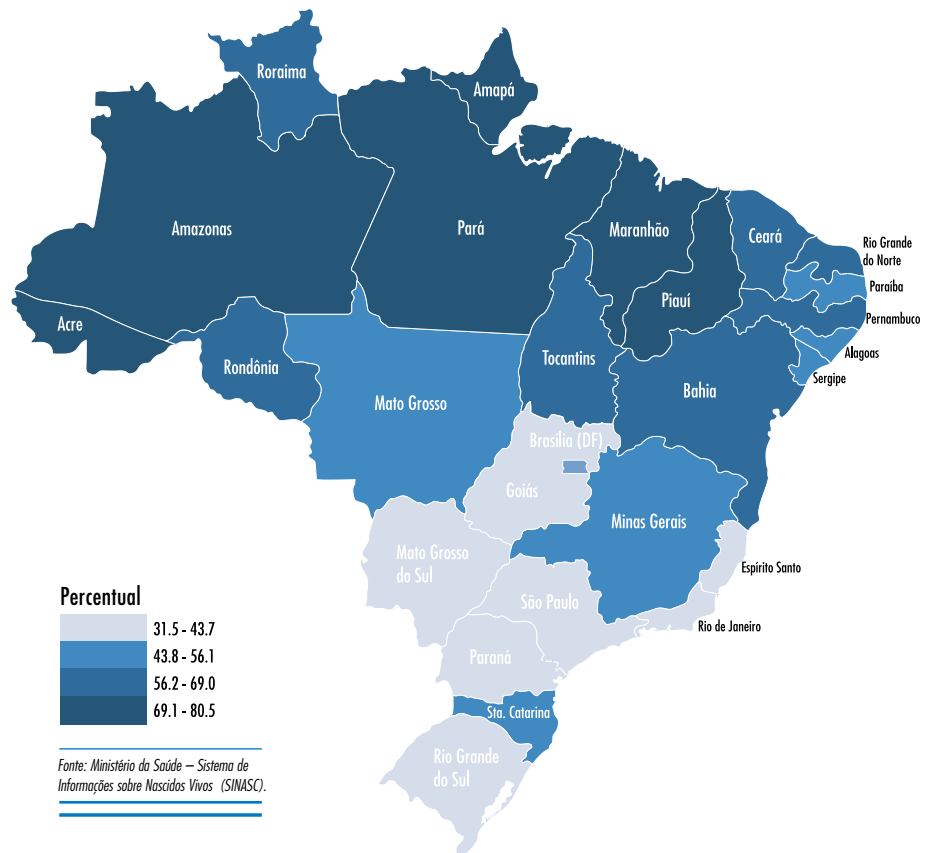 Roraima
Amapá
Amazonas
Pará
Maranhão
Ceará
Rio Grande
do Norte
Paraíba
Piauí
Pernambuco
Acre
Alagoas
Rondônia
Tocantins
Sergipe
Bahia
Mato Grosso
Brasília (DF)
Goiás
Minas Gerais
Mato Grosso
do Sul
Espírito Santo
São Paulo
Rio de Janeiro
Paraná
Sta. Catarina
Rio Grande
do Sul
Percentual
31.5 - 43.7
43.8 - 56.1
56.2 - 69.0
69.1 - 80.5
Fonte: Ministério da Saúde – Sistema de
Informações sobre Nascidos Vivos (SINASC).